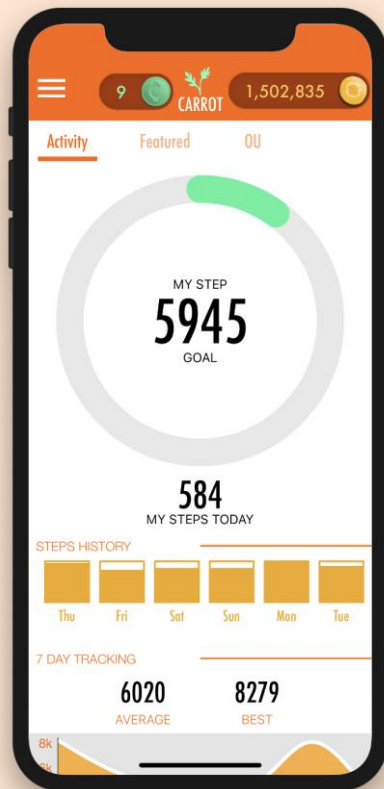 9
CARROT
1,502,835
Activity Featured OU
MY STEP
5945
GOAL
584
MY STEPS TODAY
STEPS HISTORY
Thu Fri Sat Sun Mon Tue
7 DAY TRACKING
6020 8279
AVERAGE BEST
8k